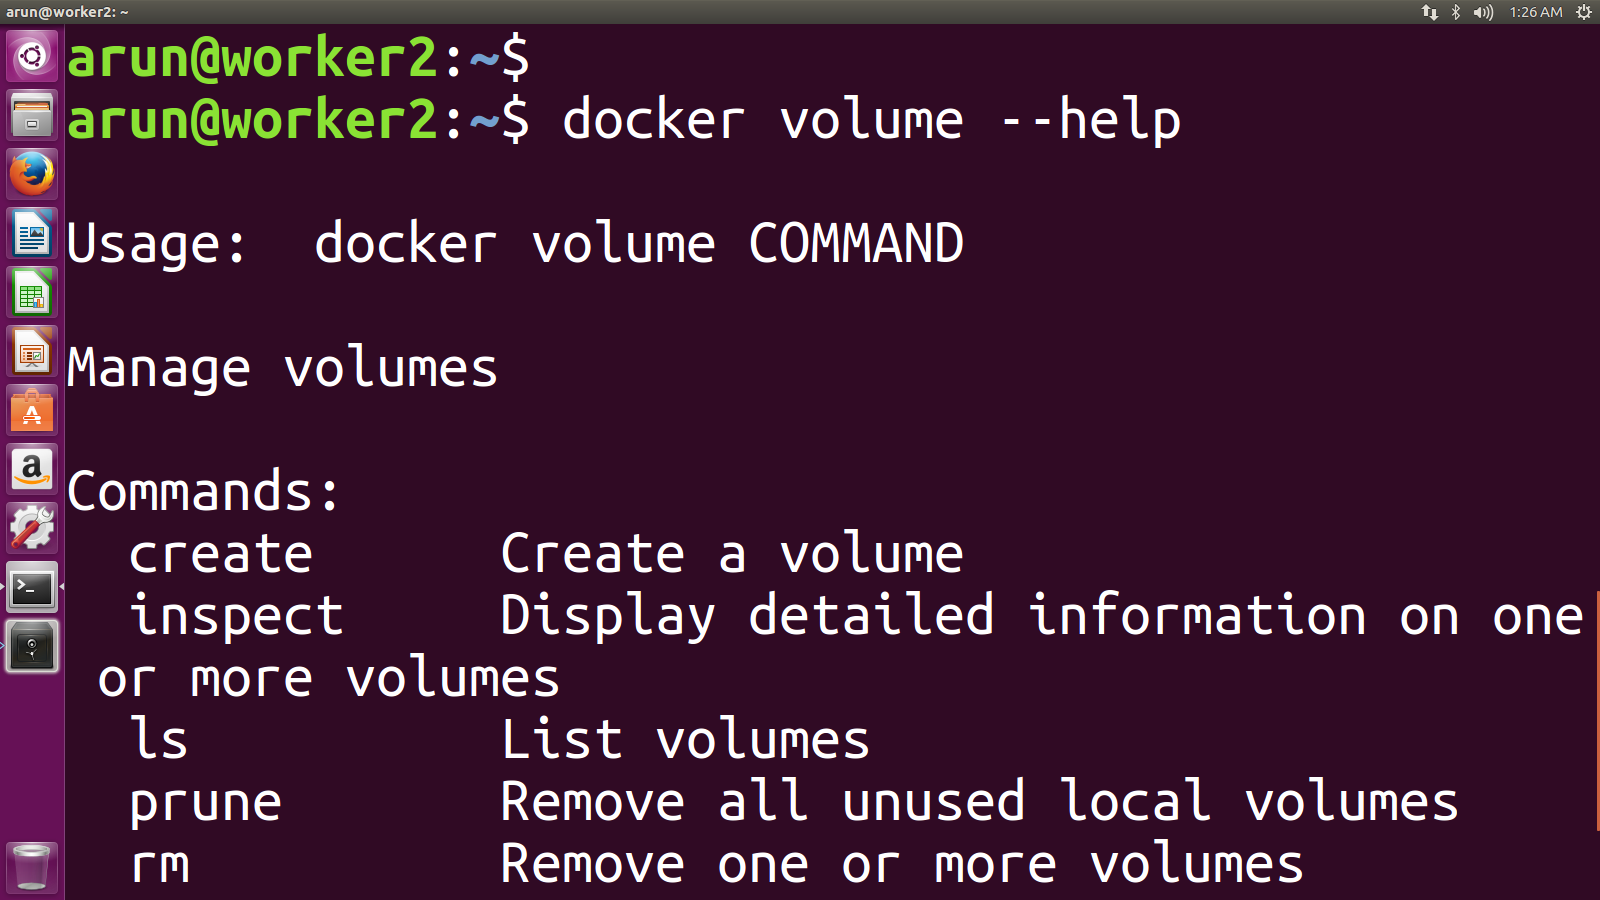 arun@worker2: ~
1:26 AM
arun@worker2:~$
arun@worker2:~$ docker volume --help
Usage:  docker volume COMMAND
Manage volumes
Commands:
  create      Create a volume
  inspect     Display detailed information on one
 or more volumes
  ls          List volumes
  prune       Remove all unused local volumes
  rm          Remove one or more volumes